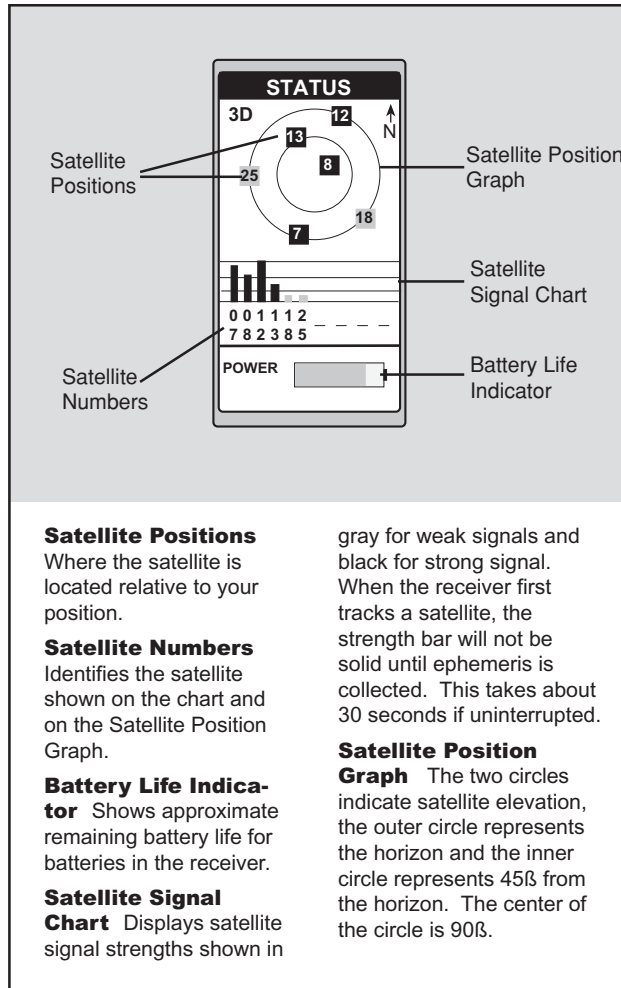 STATUS
3D
12
N
13
8
25
18
7
Satellite
Positions
Satellite Position
Graph
Satellite
Signal Chart
0 0 1 1 1 2
7 8 2 3 8 5
Satellite
Numbers
POWER
Battery Life
Indicator
Satellite Positions
Where the satellite is
located relative to your
position.
Satellite Numbers
Identifies the satellite
shown on the chart and
on the Satellite Position
Graph.
Battery Life Indica-
tor Shows approximate
remaining battery life for
batteries in the receiver.
Satellite Signal
Chart Displays satellite
signal strengths shown in
gray for weak signals and
black for strong signal.
When the receiver first
tracks a satellite, the
strength bar will not be
solid until ephemeris is
collected. This takes about
30 seconds if uninterrupted.
Satellite Position
Graph The two circles
indicate satellite elevation,
the outer circle represents
the horizon and the inner
circle represents 45ß from
the horizon. The center of
the circle is 90ß.